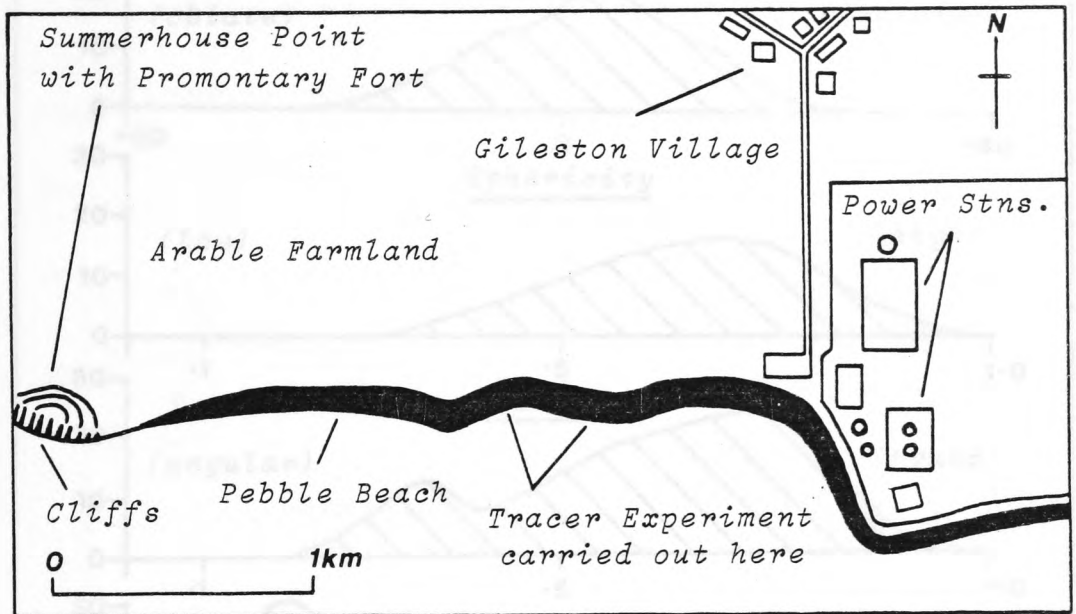 Summerhouse Point
with Promontary Fort
N
Gileston Village
Power Stns.
Arable Farmland
Cliffs
Pebble Beach
Tracer Experiment
carried out here
0 1km